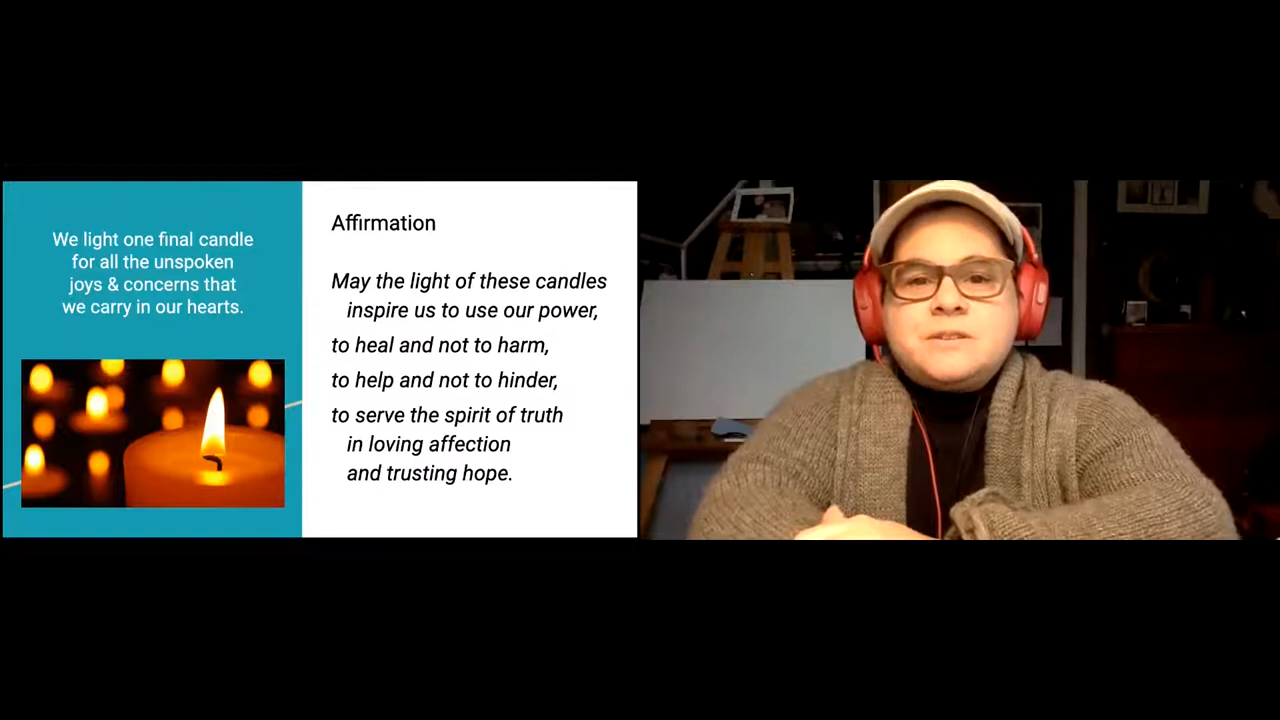 We light one final candle
for all the unspoken
joys & concerns that
we carry in our hearts.
Affirmation
May the light of these candles
inspire us to use our power,
to heal and not to harm,
to help and not to hinder,
to serve the spirit of truth
in loving affection
and trusting hope.